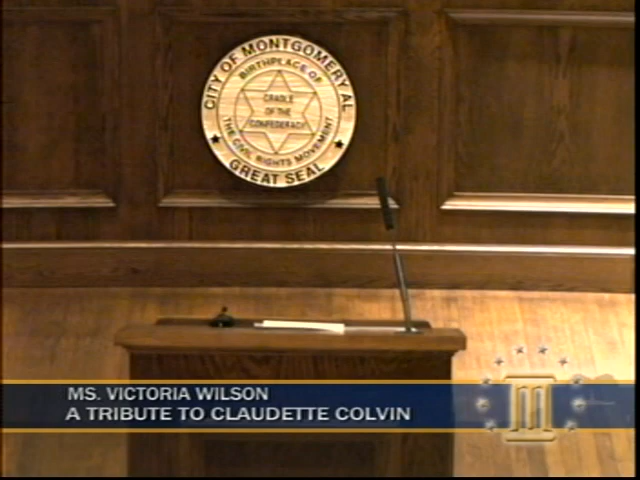 CITY OF MONTGOMERY AL
BIRTHPLACE OF
CRADLE
OF THE
CONFEDERACY
THE CIVIL RIGHTS MOVEMENT
GREAT SEAL
MS. VICTORIA WILSON
A TRIBUTE TO CLAUDETTE COLVIN